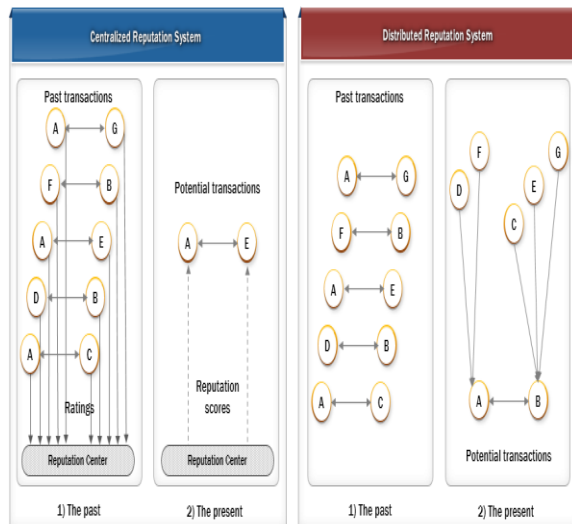 Centralized Reputation System
Past transactions
A G
F B
A E
D B
A C
Ratings
Reputation Center
1) The past
Potential transactions
A E
Reputation
scores
Reputation Center
2) The present
Distributed Reputation System
Past transactions
A G
F B
A E
D B
A C
1) The past
F G
D E
C
A B
Potential transactions
2) The present